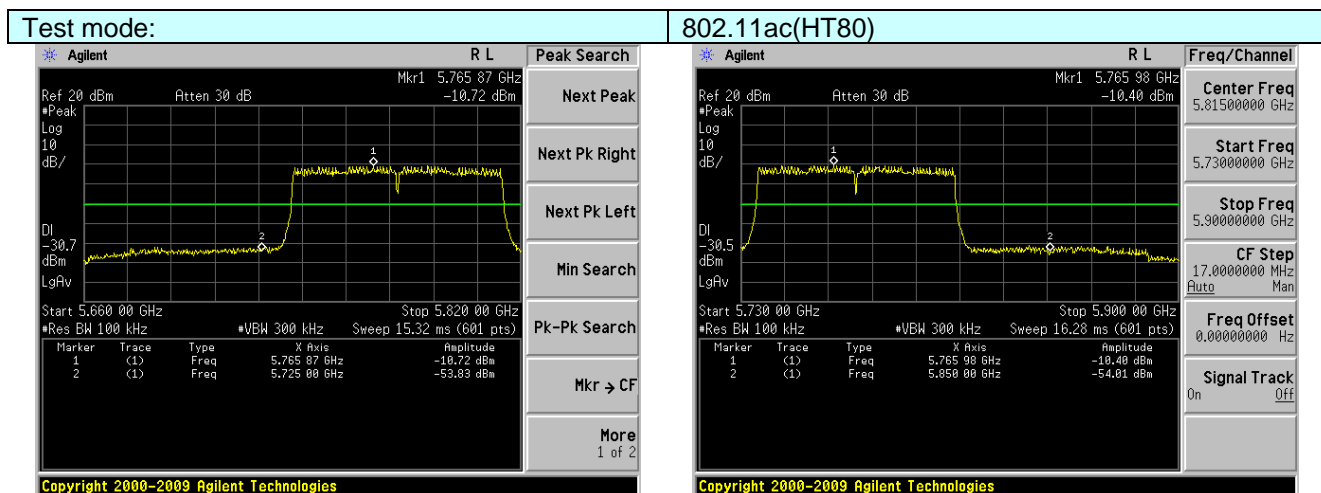 Test mode:
802.11ac(HT80)
Agilent
R L
Peak Search
Mkr1 5.765 87 GHz
Ref 20 dBm
Atten 30 dB
-10.72 dBm
#Peak
Log
10
dB/
DI
-30.7
dBm
LgAv
1
2
Start 5.660 00 GHz
Stop 5.820 00 GHz
#Res BW 100 kHz
#VBW 300 kHz
Sweep 15.32 ms (601 pts)
Marker Trace Type X Axis Amplitude
1 (1) Freq 5.765 87 GHz -10.72 dBm
2 (1) Freq 5.725 00 GHz -53.83 dBm
Next Peak
Next Pk Right
Next Pk Left
Min Search
Pk-Pk Search
Mkr → CF
More
1 of 2
Copyright 2000-2009 Agilent Technologies
Agilent
R L
Freq/Channel
Mkr1 5.765 98 GHz
Ref 20 dBm
Atten 30 dB
-10.40 dBm
#Peak
Log
10
dB/
DI
-30.5
dBm
LgAv
1
2
Start 5.730 00 GHz
Stop 5.900 00 GHz
#Res BW 100 kHz
#VBW 300 kHz
Sweep 16.28 ms (601 pts)
Marker Trace Type X Axis Amplitude
1 (1) Freq 5.765 98 GHz -10.40 dBm
2 (1) Freq 5.850 00 GHz -54.01 dBm
Center Freq
5.81500000 GHz
Start Freq
5.73000000 GHz
Stop Freq
5.90000000 GHz
CF Step
17.0000000 MHz
Auto Man
Freq Offset
0.00000000 Hz
Signal Track
On Off
Copyright 2000-2009 Agilent Technologies